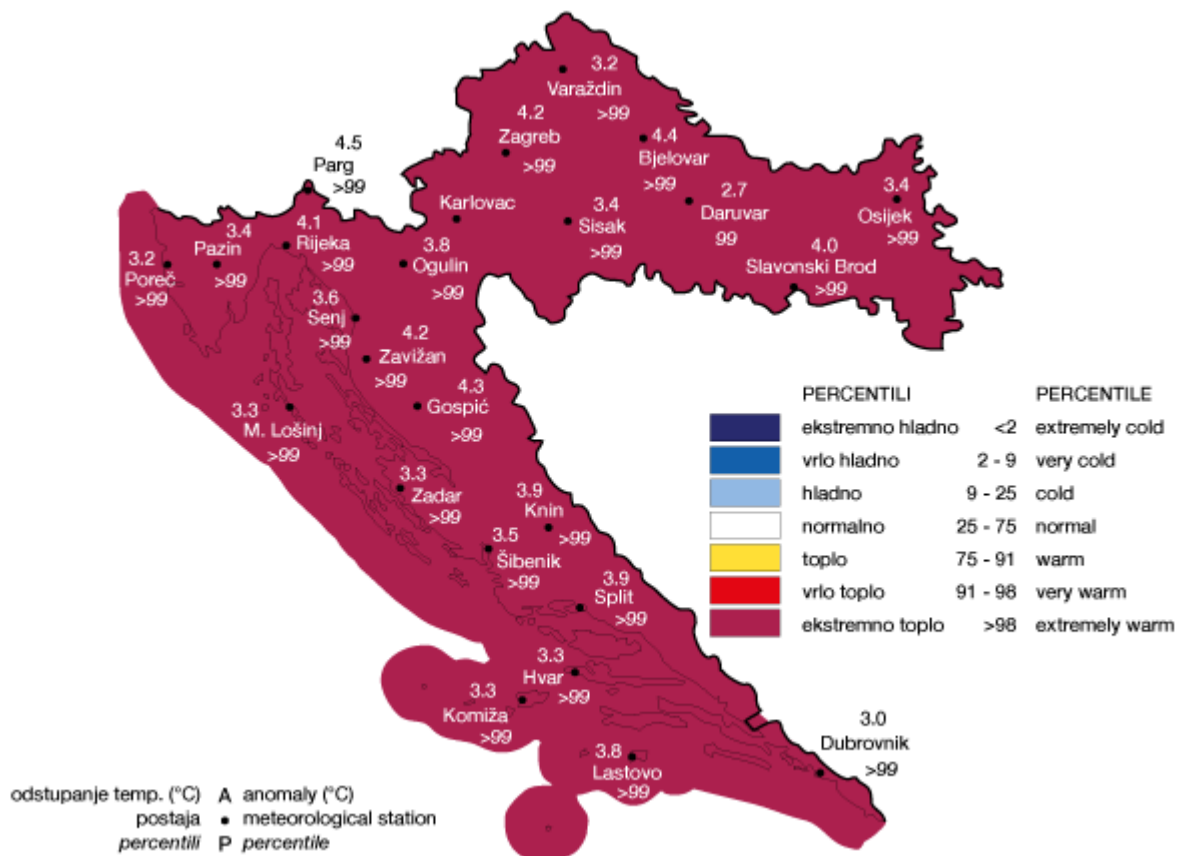 3.2
Varaždin
>99
4.2
Zagreb
>99
4.4
Bjelovar
>99
4.5
Parg
>99
2.7
Daruvar
99
3.4
Osijek
>99
Karlovac
3.4
Sisak
>99
4.0
Slavonski Brod
>99
4.1
Rijeka
>99
3.4
Pazin
>99
3.2
Poreč
>99
3.8
Ogulin
>99
3.6
Senj
>99
4.2
Zavižan
>99
4.3
Gospić
>99
3.3
M. Lošinj
>99
3.3
Zadar
>99
3.9
Knin
>99
3.5
Šibenik
>99
3.9
Split
>99
3.3
Hvar
>99
3.3
Komiža
>99
3.8
Lastovo
>99
3.0
Dubrovnik
>99
PERCENTILI PERCENTILE
ekstremno hladno <2 extremely cold
vrlo hladno 2 - 9 very cold
hladno 9 - 25 cold
normalno 25 - 75 normal
toplo 75 - 91 warm
vrlo toplo 91 - 98 very warm
ekstremno toplo >98 extremely warm
odstupanje temp. (°C) A anomaly (°C)
postaja • meteorological station
percentili P percentile